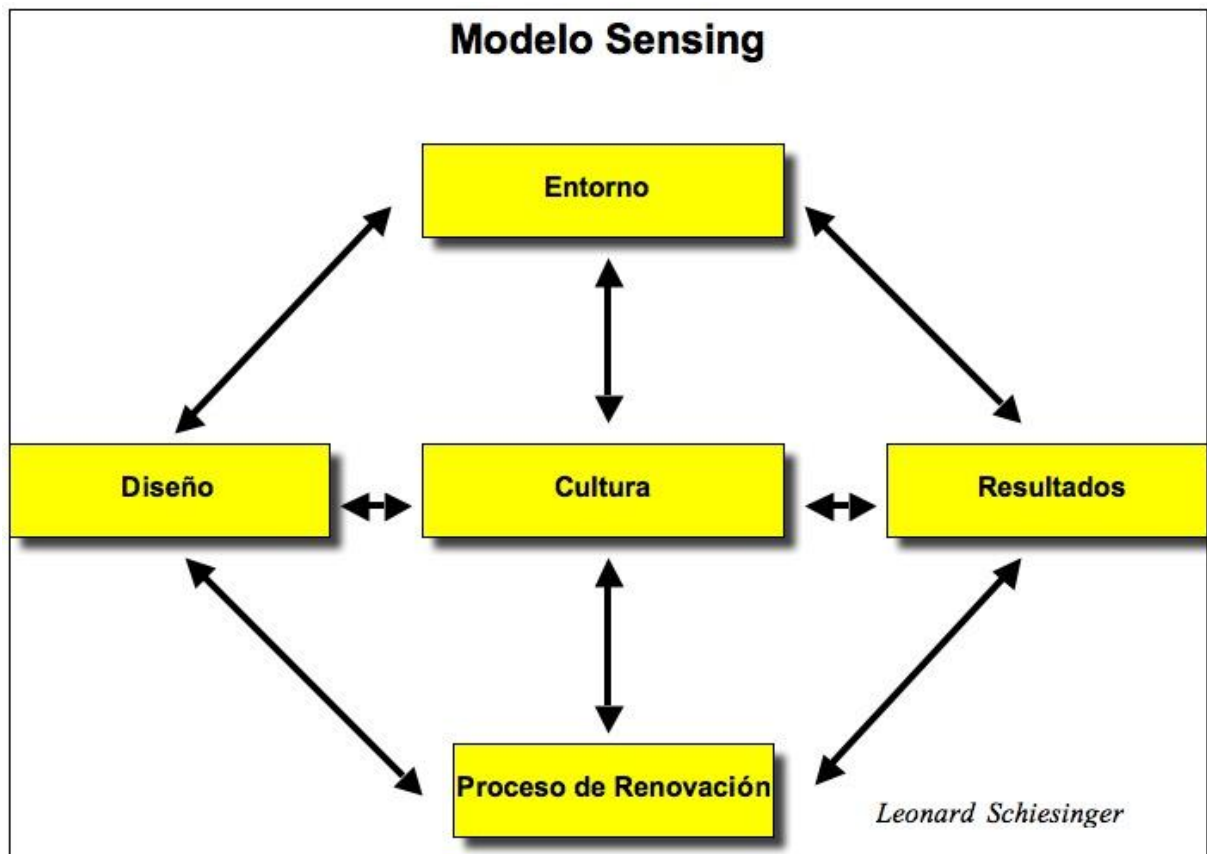 Modelo Sensing
Entorno
Diseño
Cultura
Resultados
Proceso de Renovación
Leonard Schiesinger